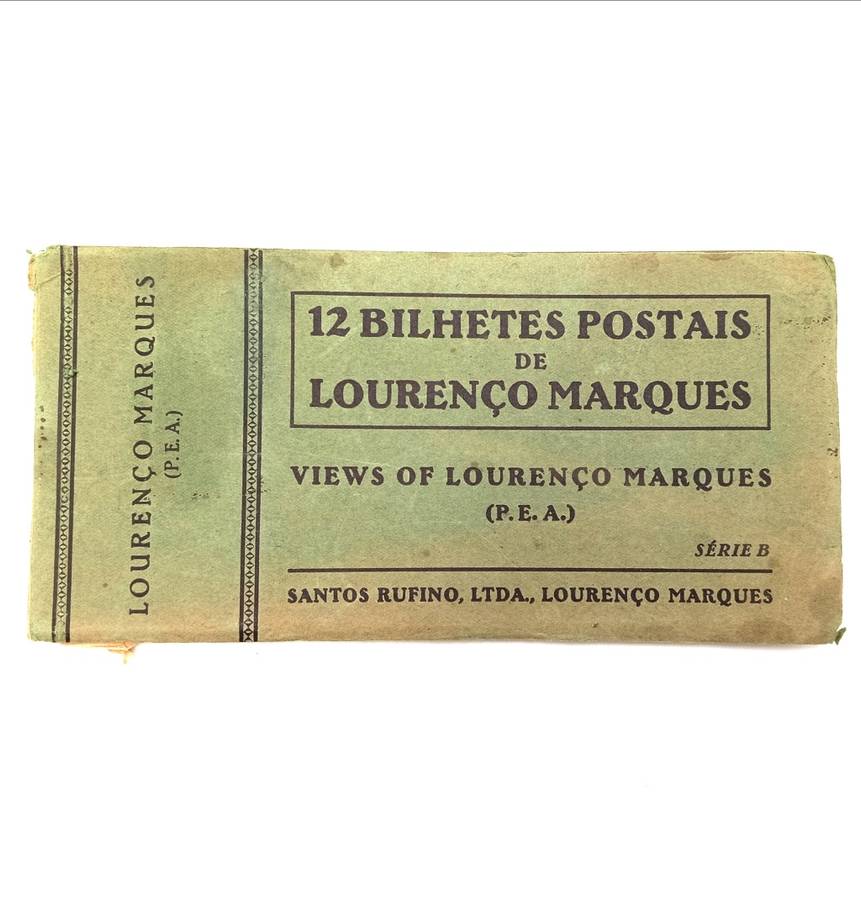 LOURENÇO MARQUES
(P. E. A.)
12 BILHETES POSTAIS
DE
LOURENÇO MARQUES
VIEWS OF LOURENÇO MARQUES
(P. E. A.)
SÉRIE B
SANTOS RUFINO, LTDA., LOURENÇO MARQUES